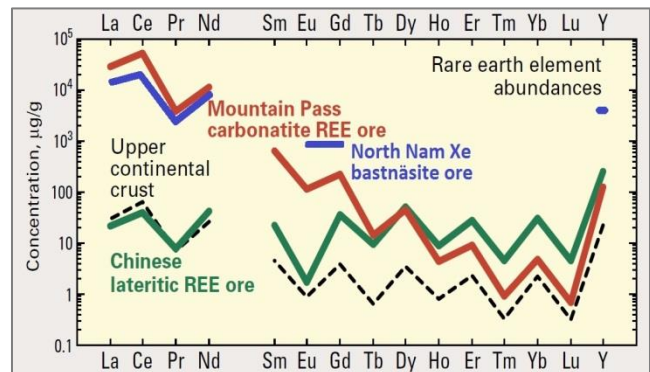 La Ce Pr Nd Sm Eu Gd Tb Dy Ho Er Tm Yb Lu Y
Concentration, µg/g
10⁵
10⁴
10³
100
10
1
0.1
Rare earth element
abundances
Mountain Pass
carbonatite REE ore
North Nam Xe
bastnäsite ore
Upper
continental
crust
Chinese
lateritic REE ore
La Ce Pr Nd Sm Eu Gd Tb Dy Ho Er Tm Yb Lu Y